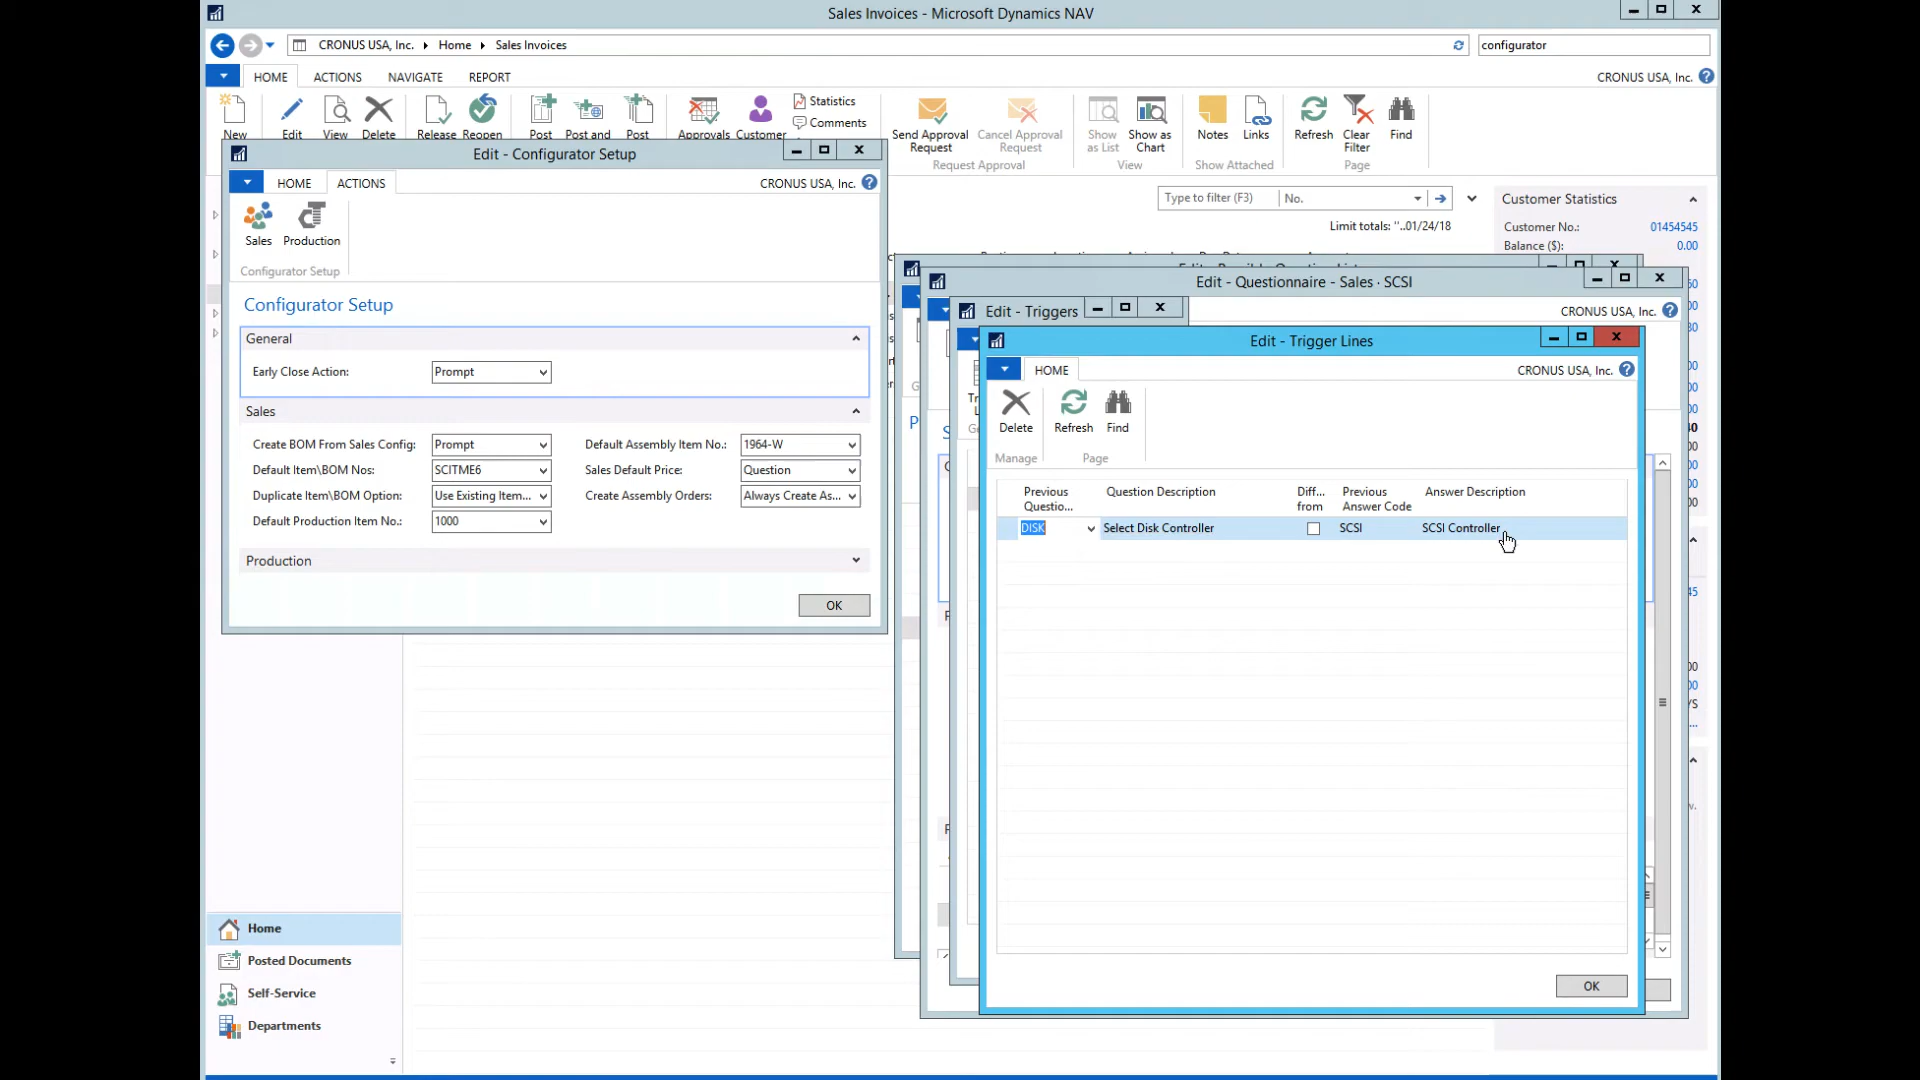 Sales Invoices - Microsoft Dynamics NAV
CRONUS USA, Inc. Home Sales Invoices
configurator
HOME ACTIONS NAVIGATE REPORT
CRONUS USA, Inc.
New Edit View Delete Release Reopen Post Post and Post Approvals Customer
Statistics
Comments
Send Approval Request
Cancel Approval Request
Request Approval
Show as List
Show as Chart
View
Notes Links
Show Attached
Refresh
Clear Filter
Find
Page
Edit - Configurator Setup
HOME ACTIONS
CRONUS USA, Inc.
Sales Production
Configurator Setup
Configurator Setup
General
Early Close Action: Prompt
Sales
Create BOM From Sales Config: Prompt
Default Assembly Item No.: 1964-W
Default Item\BOM Nos: SCITME6
Sales Default Price: Question
Duplicate Item\BOM Option: Use Existing Item...
Create Assembly Orders: Always Create As...
Default Production Item No.: 1000
Production
OK
Type to filter (F3) No.
Limit totals: ''..01/24/18
Customer Statistics
Customer No.: 01454545
Balance ($): 0.00
Edit - Questionnaire - Sales · SCSI
CRONUS USA, Inc.
Edit - Triggers
Edit - Trigger Lines
HOME
CRONUS USA, Inc.
Delete Refresh Find
Manage Page
Previous Questio...
Question Description
Diff... from
Previous Answer Code
Answer Description
DISK Select Disk Controller SCSI SCSI Controller
OK
Home
Posted Documents
Self-Service
Departments